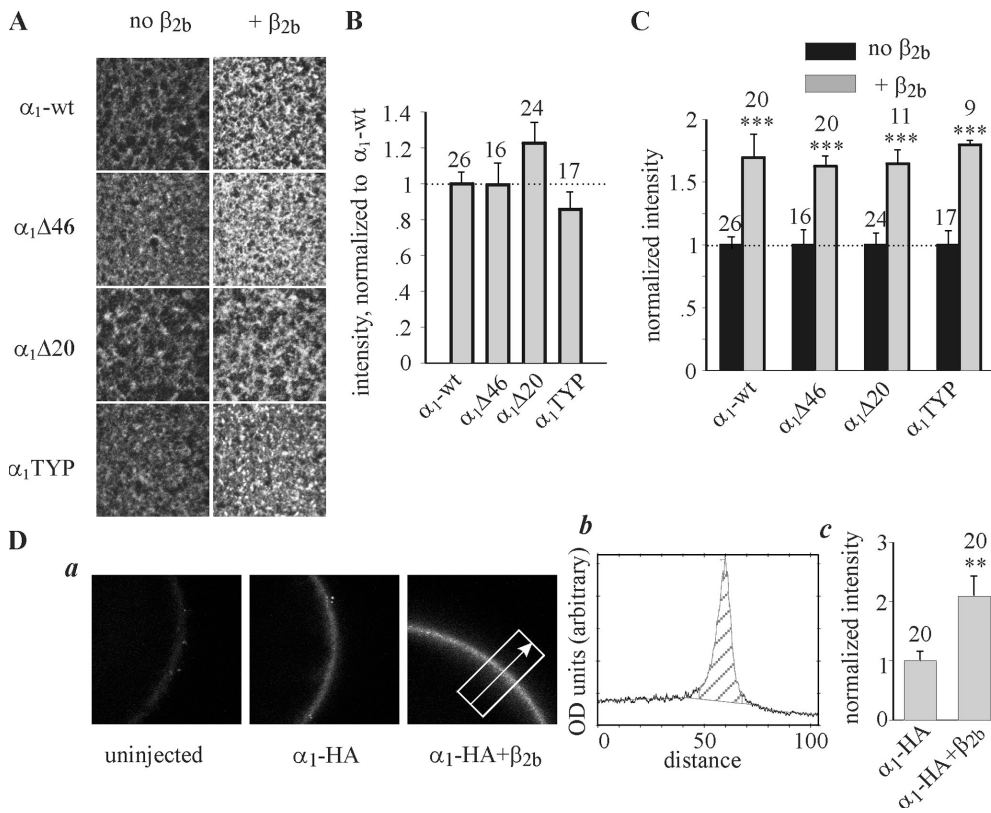 A
no β2b
+ β2b
α1-wt
α1Δ46
α1Δ20
α1TYP
B
intensity, normalized to α1-wt
1.4
1.2
1
.8
.6
.4
.2
0
26
16
24
17
α1-wt
α1Δ46
α1Δ20
α1TYP
C
no β2b
+ β2b
normalized intensity
2
1.5
1
.5
0
20
***
20
***
11
***
9
***
26
16
24
17
α1-wt
α1Δ46
α1Δ20
α1TYP
D
a
uninjected
α1-HA
α1-HA+β2b
b
OD units (arbitrary)
0
50
100
distance
c
normalized intensity
3
2
1
0
20
20
**
α1-HA
α1-HA+β2b